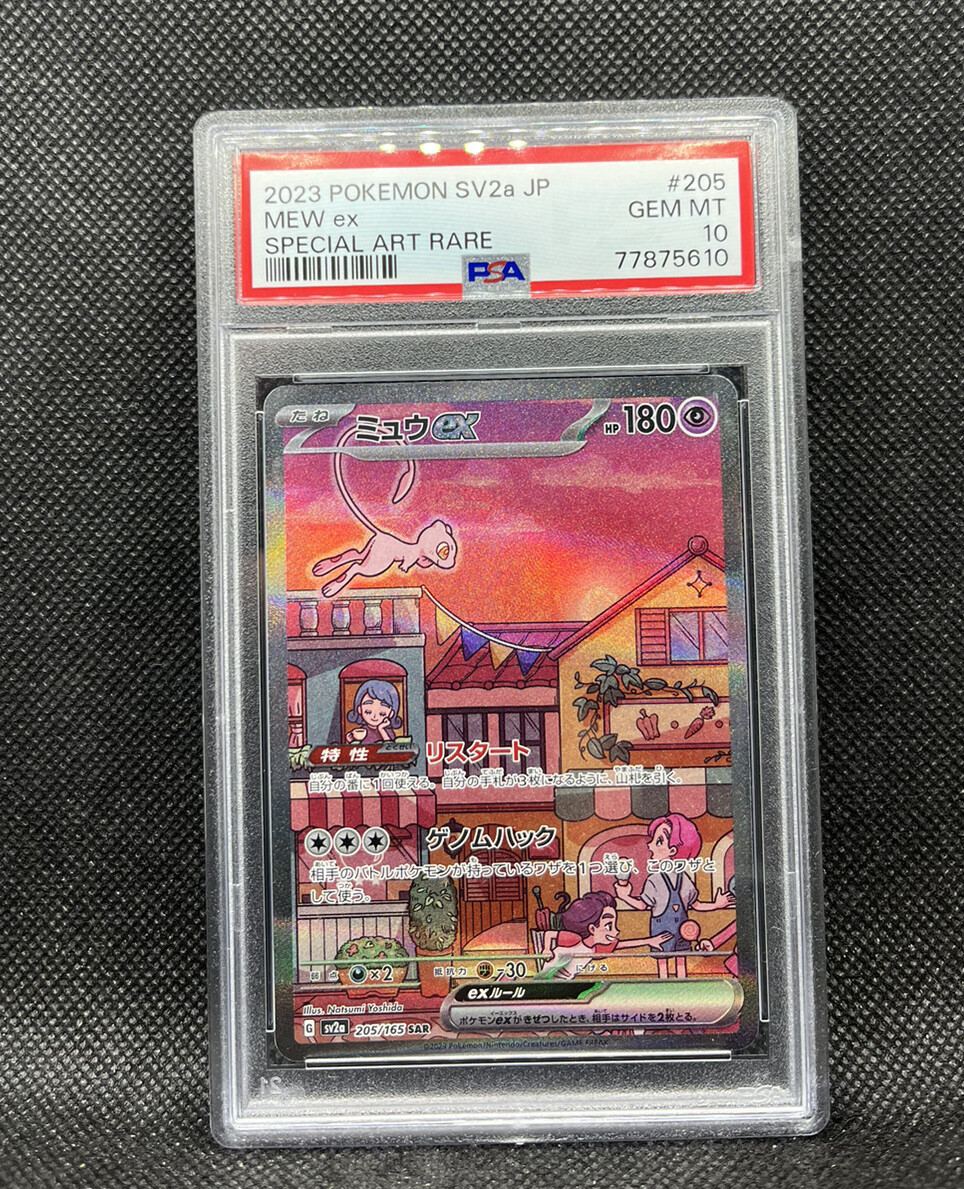 2023 POKEMON SV2a JP #205
MEW ex GEM MT
SPECIAL ART RARE 10
77875610
PSA
たね ミュウex HP 180
特性 とくせい リスタート
自分の番に1回使える。自分の手札が3枚になるように、山札を引く。
ゲノムハック
相手のバトルポケモンが持っているワザを1つ選び、このワザと
して使う。
弱点 ×2 抵抗力 -30 にげる
exルール
ポケモンexがきぜつしたとき、相手はサイドを2枚とる。
Illus. Natsumi Yoshida
G sv2a 205/165 SAR
©2023 Pokémon/Nintendo/Creatures/GAME FREAK